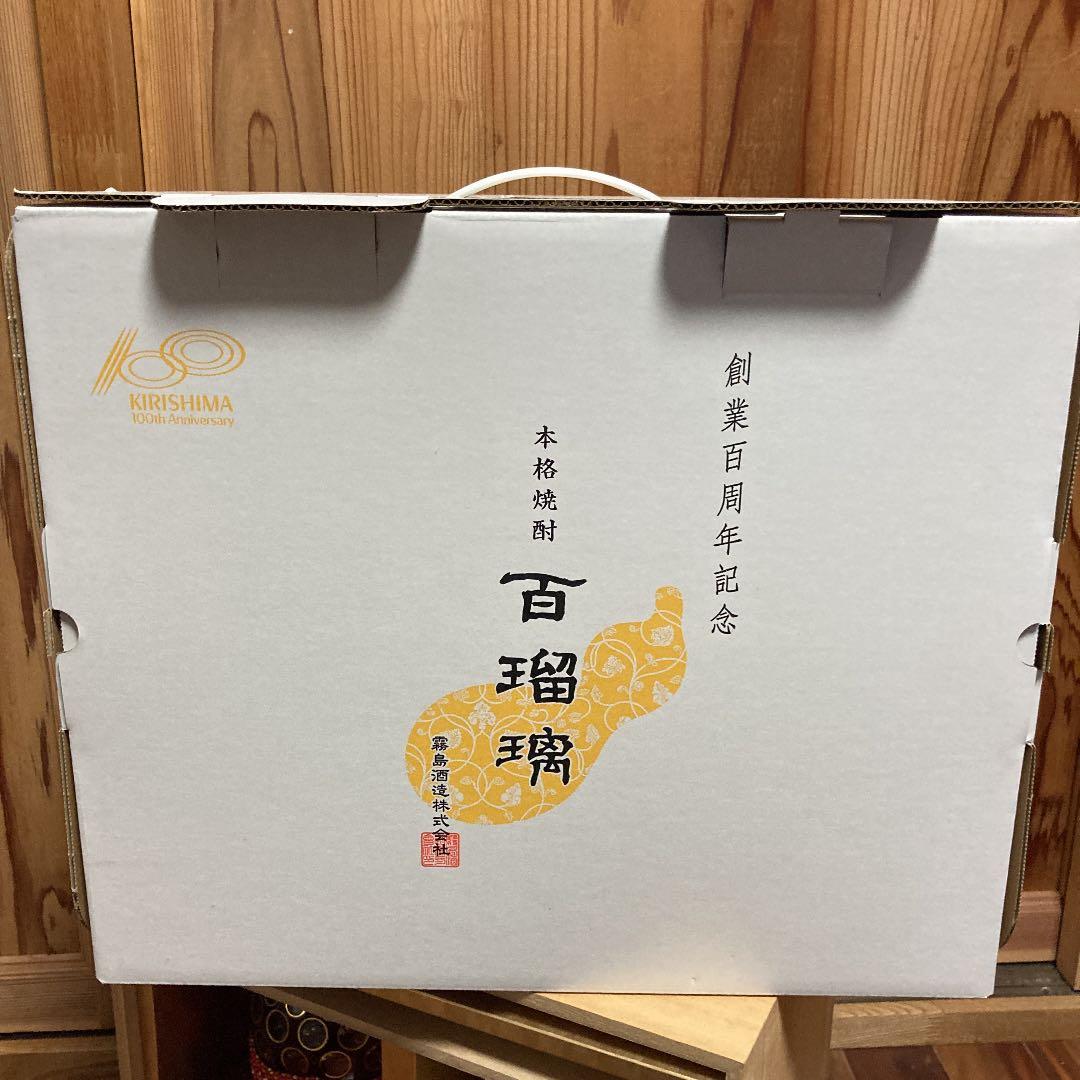 創業百周年記念
本格焼酎
百瑠璃
霧島酒造株式会社
100
KIRISHIMA
100th Anniversary